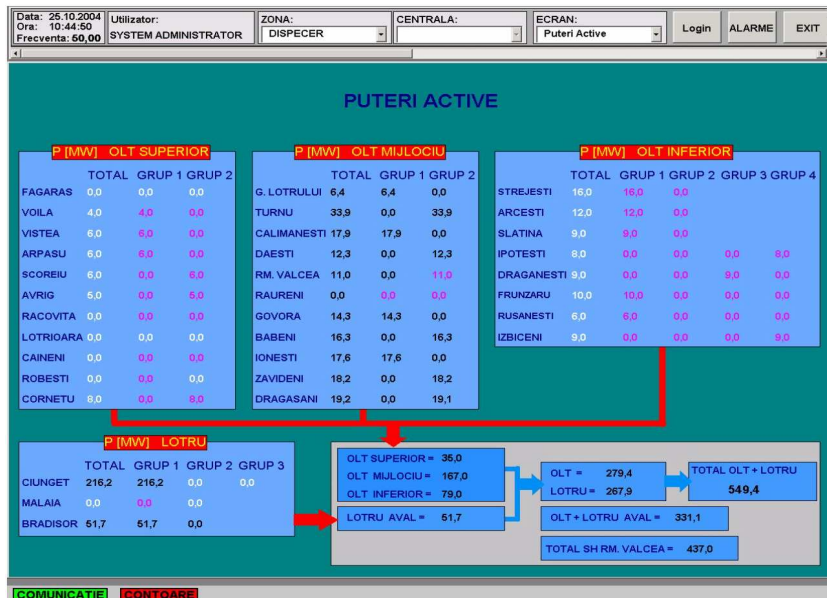 Data: 25.10.2004
Ora: 10:44:50
Frecventa: 50,00
Utilizator:
SYSTEM ADMINISTRATOR
ZONA:
DISPECER
CENTRALA:
ECRAN:
Puteri Active
Login
ALARME
EXIT
PUTERI ACTIVE
P [MW] OLT SUPERIOR
TOTAL GRUP 1 GRUP 2
FAGARAS 0,0 0,0 0,0
VOILA 4,0 4,0 0,0
VISTEA 6,0 6,0 0,0
ARPASU 6,0 6,0 0,0
SCOREIU 6,0 0,0 6,0
AVRIG 5,0 0,0 5,0
RACOVITA 0,0 0,0 0,0
LOTRIOARA 0,0 0,0 0,0
CAINENI 0,0 0,0 0,0
ROBESTI 0,0 0,0 0,0
CORNETU 8,0 0,0 8,0
P [MW] OLT MIJLOCIU
TOTAL GRUP 1 GRUP 2
G. LOTRULUI 6,4 6,4 0,0
TURNU 33,9 0,0 33,9
CALIMANESTI 17,9 17,9 0,0
DAESTI 12,3 0,0 12,3
RM. VALCEA 11,0 0,0 11,0
RAURENI 0,0 0,0 0,0
GOVORA 14,3 14,3 0,0
BABENI 16,3 0,0 16,3
IONESTI 17,6 17,6 0,0
ZAVIDENI 18,2 0,0 18,2
DRAGASANI 19,2 0,0 19,1
P [MW] OLT INFERIOR
TOTAL GRUP 1 GRUP 2 GRUP 3 GRUP 4
STREJESTI 16,0 16,0 0,0
ARCESTI 12,0 12,0 0,0
SLATINA 9,0 9,0 0,0
IPOTESTI 8,0 0,0 0,0 0,0 8,0
DRAGANESTI 9,0 0,0 0,0 9,0 0,0
FRUNZARU 10,0 10,0 0,0 0,0 0,0
RUSANESTI 6,0 6,0 0,0 0,0 0,0
IZBICENI 9,0 0,0 0,0 0,0 9,0
P [MW] LOTRU
TOTAL GRUP 1 GRUP 2 GRUP 3
CIUNGET 216,2 216,2 0,0 0,0
MALAIA 0,0 0,0 0,0
BRADISOR 51,7 51,7 0,0
OLT SUPERIOR = 35,0
OLT MIJLOCIU = 167,0
OLT INFERIOR = 79,0
LOTRU AVAL = 51,7
OLT = 279,4
LOTRU = 267,9
TOTAL OLT + LOTRU
549,4
OLT + LOTRU AVAL = 331,1
TOTAL SH RM. VALCEA = 437,0
COMUNICATIE
CONTOARE